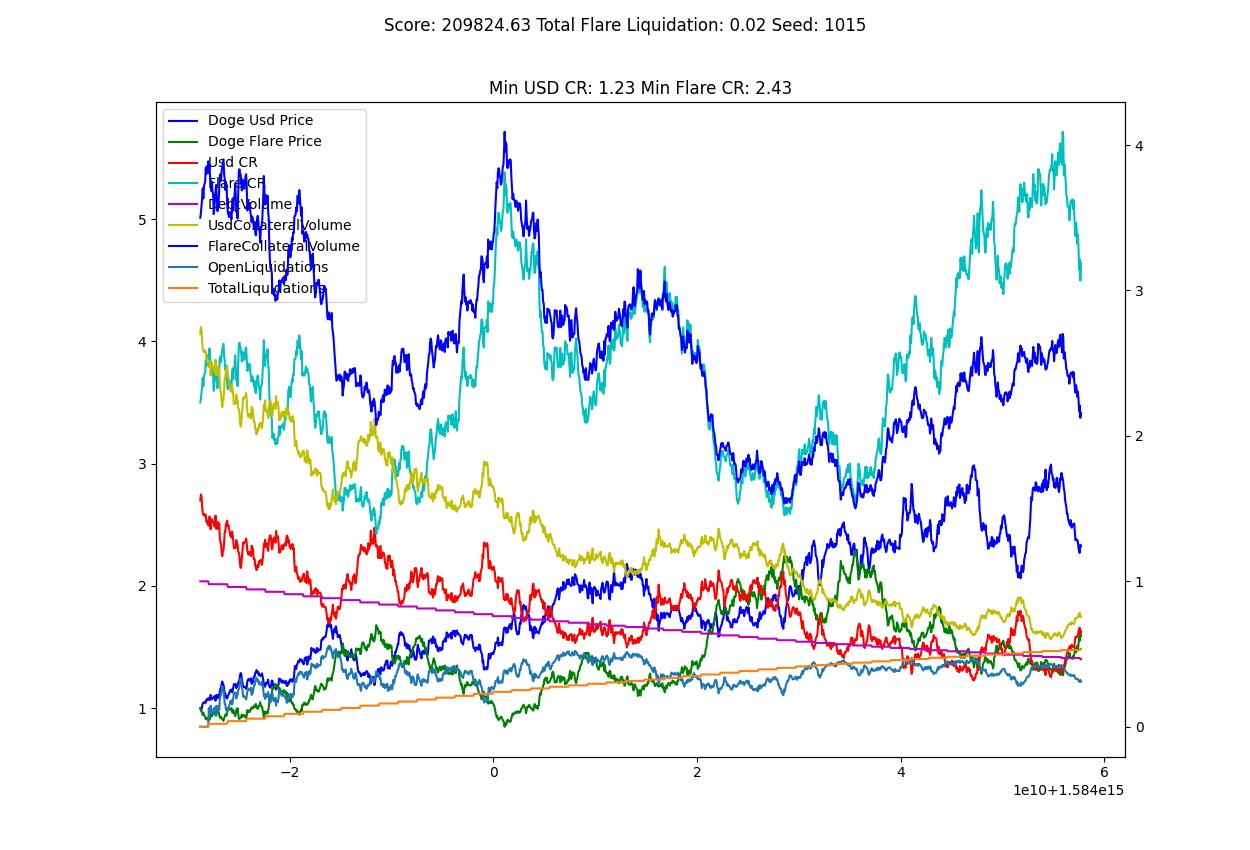 Score: 209824.63 Total Flare Liquidation: 0.02 Seed: 1015
Min USD CR: 1.23 Min Flare CR: 2.43
Doge Usd Price
Doge Flare Price
Usd CR
Flare CR
DebtVolume
UsdCollateralVolume
FlareCollateralVolume
OpenLiquidations
TotalLiquidations
5
4
3
2
1
4
3
2
1
0
−2
0
2
4
6
1e10+1.584e15